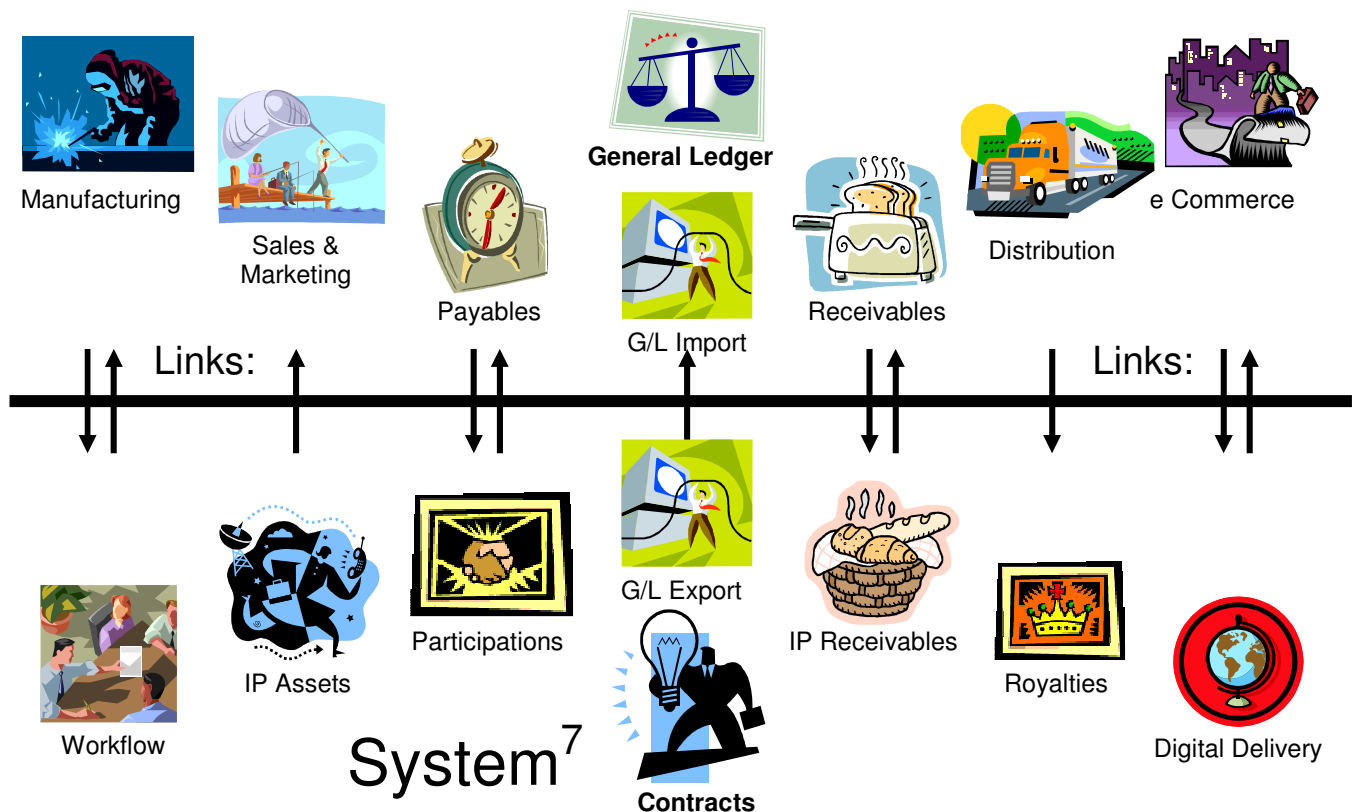 General Ledger
Manufacturing
e Commerce
Sales &
Marketing
Distribution
Payables
Receivables
G/L Import
Links:
Links:
G/L Export
Participations
IP Receivables
IP Assets
Royalties
Workflow
System⁷
Digital Delivery
Contracts